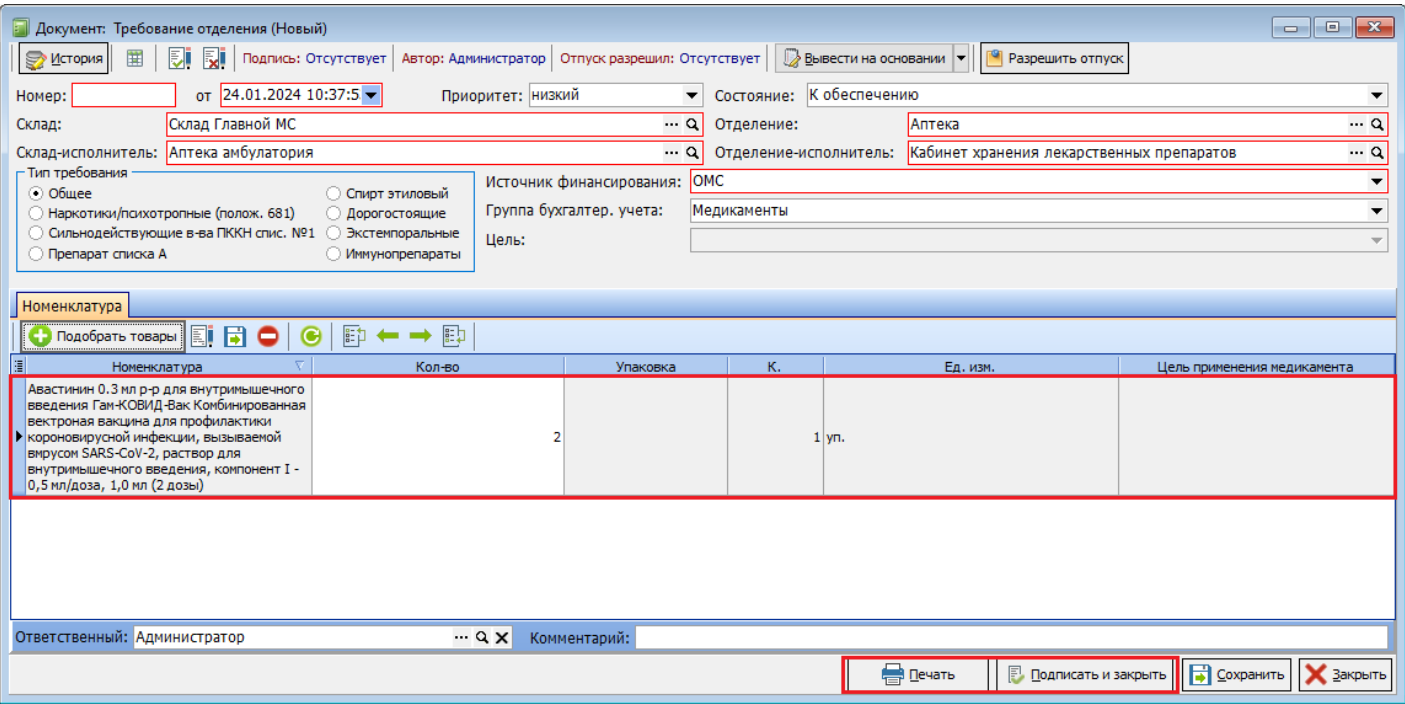 Документ: Требование отделения (Новый)
История Подпись: Отсутствует Автор: Администратор Отпуск разрешил: Отсутствует Вывести на основании Разрешить отпуск
Номер: от 24.01.2024 10:37:5 Приоритет: низкий Состояние: К обеспечению
Склад: Склад Главной МС Отделение: Аптека
Склад-исполнитель: Аптека амбулатория Отделение-исполнитель: Кабинет хранения лекарственных препаратов
Тип требования
Общее Спирт этиловый Источник финансирования: ОМС
Наркотики/психотропные (полож. 681) Дорогостоящие Группа бухгалтер. учета: Медикаменты
Сильнодействующие в-ва ПККН спис. №1 Экстемпоральные Цель:
Препарат списка А Иммунопрепараты
Номенклатура
Подобрать товары
Номенклатура Кол-во Упаковка К. Ед. изм. Цель применения медикамента
Авастинин 0.3 мл р-р для внутримышечного
введения Гам-КОВИД-Вак Комбинированная
вектроная вакцина для профилактики
короновирусной инфекции, вызываемой 2 1 уп.
вмрусом SARS-CoV-2, раствор для
внутримышечного введения, компонент I -
0,5 мл/доза, 1,0 мл (2 дозы)
Ответственный: Администратор Комментарий:
Печать Подписать и закрыть Сохранить Закрыть